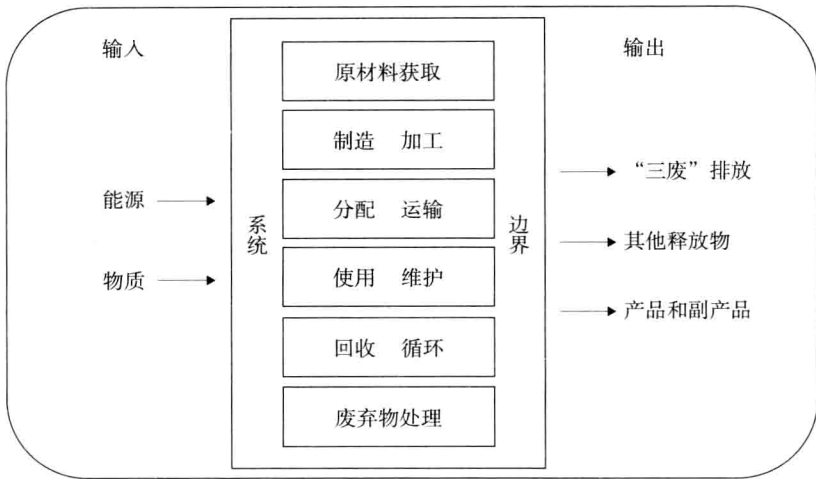 输入
输出
原材料获取
制造 加工
“三废”排放
能源
系统
分配 运输
边界
其他释放物
物质
使用 维护
产品和副产品
回收 循环
废弃物处理